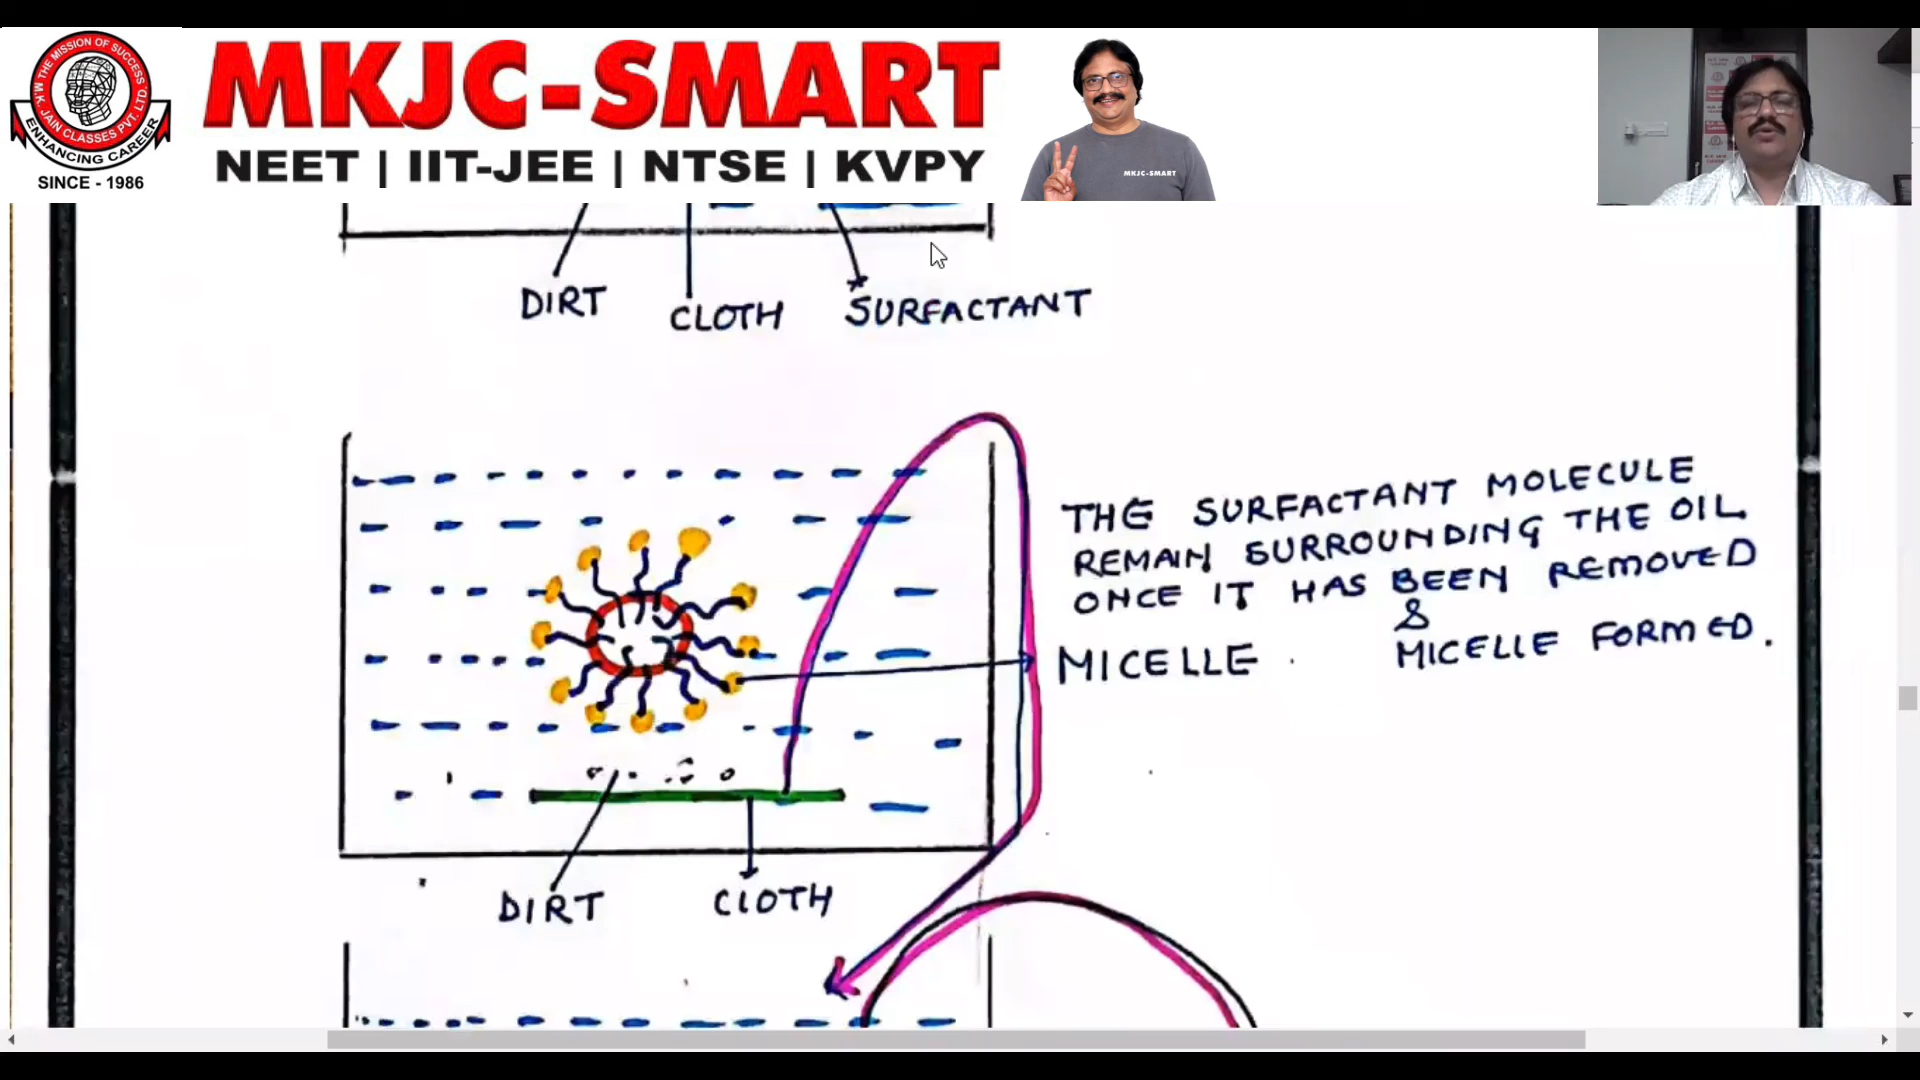 THE MISSION OF SUCCESS
M.K. JAIN CLASSES PVT. LTD.
ENHANCING CAREER
SINCE - 1986
MKJC-SMART
NEET | IIT-JEE | NTSE | KVPY
MKJC-SMART
DIRT
CLOTH
SURFACTANT
THE SURFACTANT MOLECULE
REMAIN SURROUNDING THE OIL
ONCE IT HAS BEEN REMOVED
&
MICELLE FORMED.
MICELLE
DIRT
CLOTH